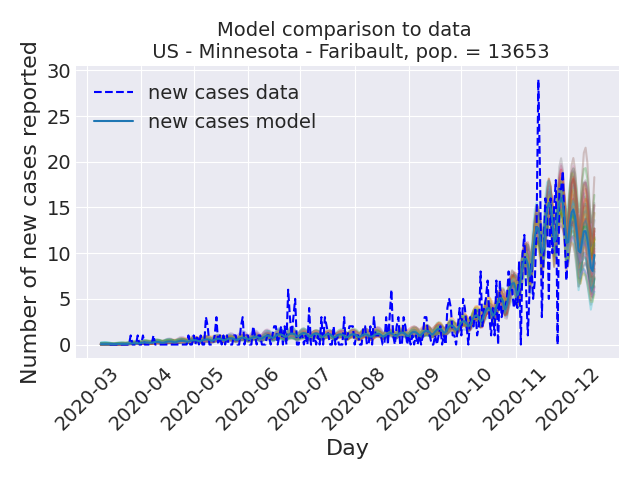 Model comparison to data
US - Minnesota - Faribault, pop. = 13653
Number of new cases reported
30
25
20
15
10
5
0
new cases data
new cases model
2020-03
2020-04
2020-05
2020-06
2020-07
2020-08
2020-09
2020-10
2020-11
2020-12
Day